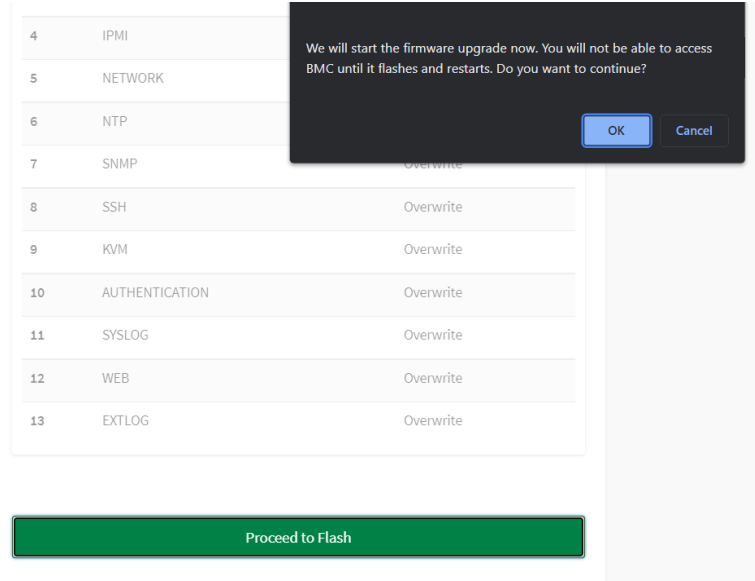 We will start the firmware upgrade now. You will not be able to access
BMC until it flashes and restarts. Do you want to continue?
OK Cancel
4 IPMI
5 NETWORK
6 NTP
7 SNMP Overwrite
8 SSH Overwrite
9 KVM Overwrite
10 AUTHENTICATION Overwrite
11 SYSLOG Overwrite
12 WEB Overwrite
13 EXTLOG Overwrite
Proceed to Flash